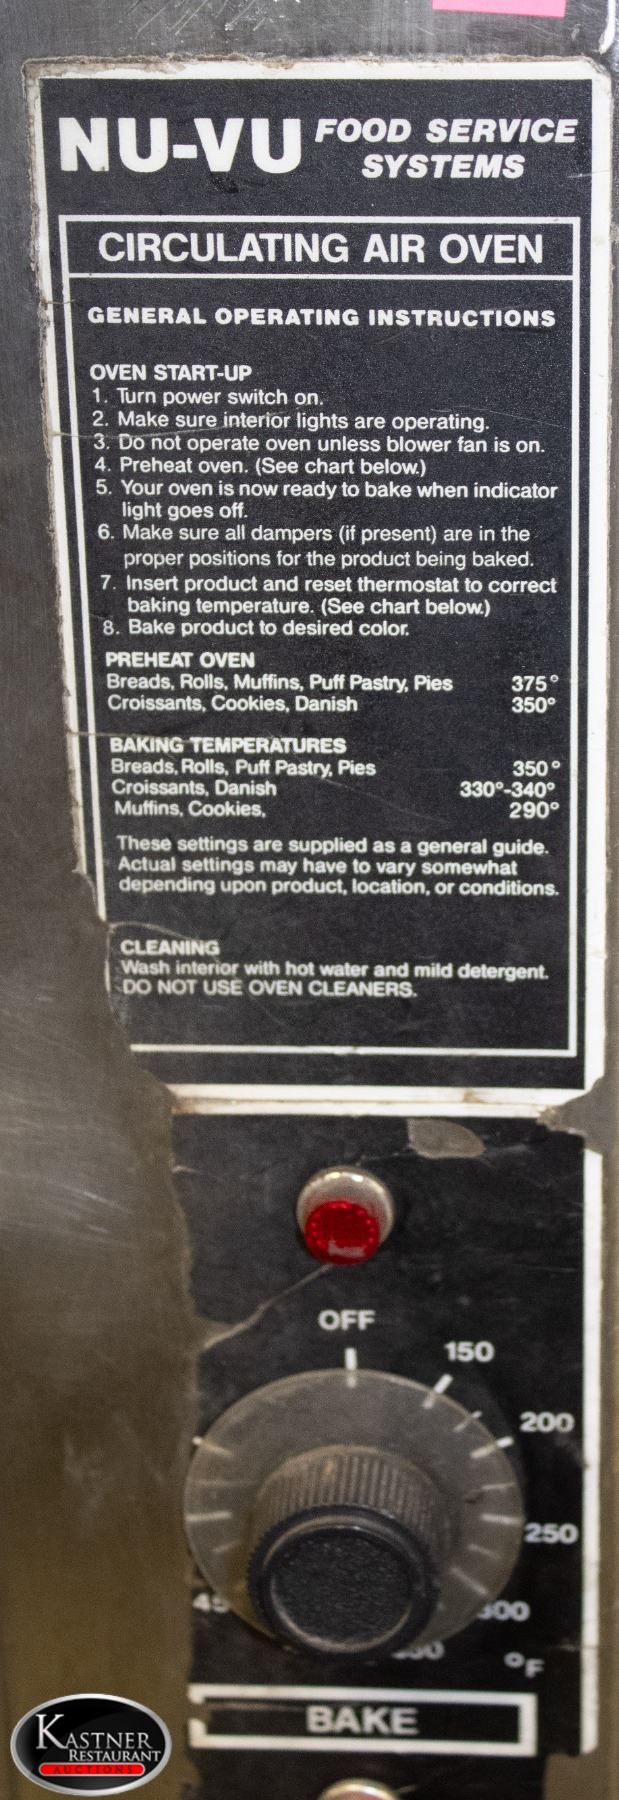 NU-VU FOOD SERVICE
SYSTEMS
CIRCULATING AIR OVEN
GENERAL OPERATING INSTRUCTIONS
OVEN START-UP
1. Turn power switch on.
2. Make sure interior lights are operating.
3. Do not operate oven unless blower fan is on.
4. Preheat oven. (See chart below.)
5. Your oven is now ready to bake when indicator
light goes off.
6. Make sure all dampers (if present) are in the
proper positions for the product being baked.
7. Insert product and reset thermostat to correct
baking temperature. (See chart below.)
8. Bake product to desired color.
PREHEAT OVEN
Breads, Rolls, Muffins, Puff Pastry, Pies 375°
Croissants, Cookies, Danish 350°
BAKING TEMPERATURES
Breads, Rolls, Puff Pastry, Pies 350°
Croissants, Danish 330°-340°
Muffins, Cookies, 290°
These settings are supplied as a general guide.
Actual settings may have to vary somewhat
depending upon product, location, or conditions.
CLEANING
Wash interior with hot water and mild detergent.
DO NOT USE OVEN CLEANERS.
OFF
150
200
250
300
°F
BAKE
KASTNER
RESTAURANT
AUCTIONS